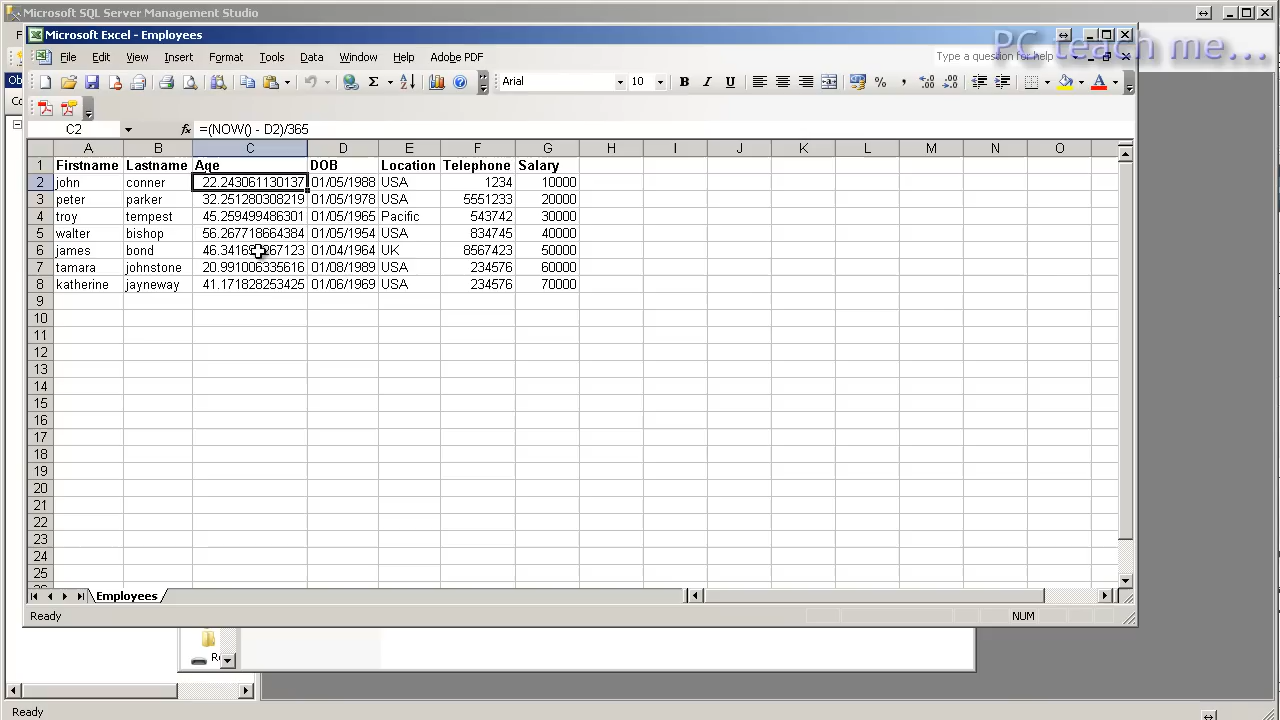 Microsoft SQL Server Management Studio
Microsoft Excel - Employees
PC teach me...
File Edit View Insert Format Tools Data Window Help Adobe PDF
Type a question for help
Arial 10 B I U
C2 fx =(NOW() - D2)/365
A B C D E F G H I J K L M N O
1 Firstname Lastname Age DOB Location Telephone Salary
2 john conner 22.243061130137 01/05/1988 USA 1234 10000
3 peter parker 32.251280308219 01/05/1978 USA 5551233 20000
4 troy tempest 45.259499486301 01/05/1965 Pacific 543742 30000
5 walter bishop 56.267718664384 01/05/1954 USA 834745 40000
6 james bond 01/04/1964 UK 8567423 50000
7 tamara johnstone 20.991006335616 01/08/1989 USA 234576 60000
8 katherine jayneway 41.171828253425 01/06/1969 USA 234576 70000
9
10
11
12
13
14
15
16
17
18
19
20
21
22
23
24
25
Employees
Ready NUM
Ready